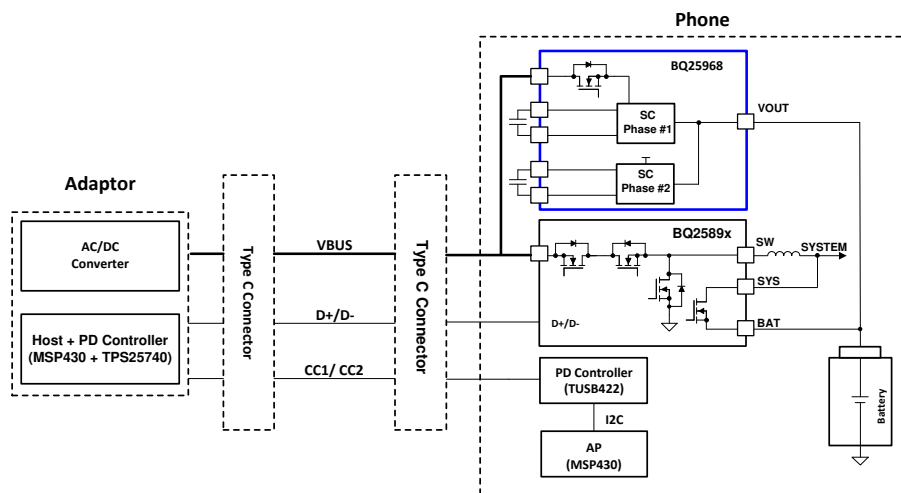 Phone
BQ25968
SC
Phase #1
VOUT
SC
Phase #2
Adaptor
AC/DC
Converter
Type C Connector
VBUS
Type C Connector
BQ2589x
SW
SYSTEM
SYS
BAT
D+/D-
D+/D-
Host + PD Controller
(MSP430 + TPS25740)
CC1/ CC2
PD Controller
(TUSB422)
I2C
AP
(MSP430)
Battery